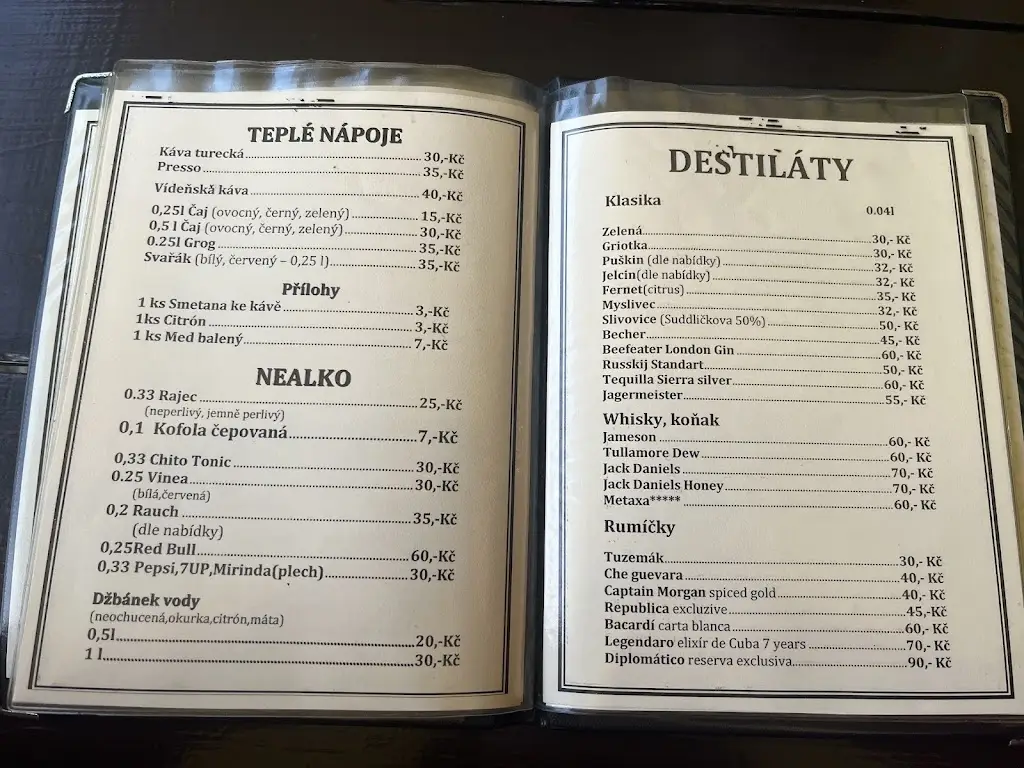 TEPLÉ NÁPOJE
Káva turecká 30,-Kč
Presso 35,-Kč
Vídeňská káva 40,-Kč
0,25l Čaj (ovocný, černý, zelený) 15,-Kč
0,5 l Čaj (ovocný, černý, zelený) 30,-Kč
0.25l Grog 35,-Kč
Svařák (bílý, červený – 0,25 l) 35,-Kč
Přílohy
1 ks Smetana ke kávě 3,-Kč
1ks Citrón 3,-Kč
1 ks Med balený 7,-Kč
NEALKO
0.33 Rajec 25,-Kč
(neperlivý, jemně perlivý)
0,1 Kofola čepovaná 7,-Kč
0,33 Chito Tonic 30,-Kč
0.25 Vinea 30,-Kč
(bílá,červená)
0,2 Rauch 35,-Kč
(dle nabídky)
0,25Red Bull 60,-Kč
0,33 Pepsi,7UP,Mirinda(plech) 30,-Kč
Džbánek vody
(neochucená,okurka,citrón,máta)
0,5l 20,-Kč
1 l 30,-Kč
DESTILÁTY
Klasika
0.04l
Zelená 30,- Kč
Griotka 30,- Kč
Puškin (dle nabídky) 32,- Kč
Jelcin(dle nabídky) 32,- Kč
Fernet(citrus) 35,- Kč
Myslivec 32,- Kč
Slivovice (Suddličkova 50%) 50,- Kč
Becher 45,- Kč
Beefeater London Gin 60,- Kč
Russkij Standart 50,- Kč
Tequilla Sierra silver 60,- Kč
Jagermeister 55,- Kč
Whisky, koňak
Jameson 60,- Kč
Tullamore Dew 60,- Kč
Jack Daniels 70,- Kč
Jack Daniels Honey 70,- Kč
Metaxa***** 60,- Kč
Rumíčky
Tuzemák 30,- Kč
Che guevara 40,- Kč
Captain Morgan spiced gold 40,- Kč
Republica exkluzive 45,-Kč
Bacardí carta blanca 60,- Kč
Legendaro elixír de Cuba 7 years 70,- Kč
Diplomático reserva exclusiva 90,- Kč